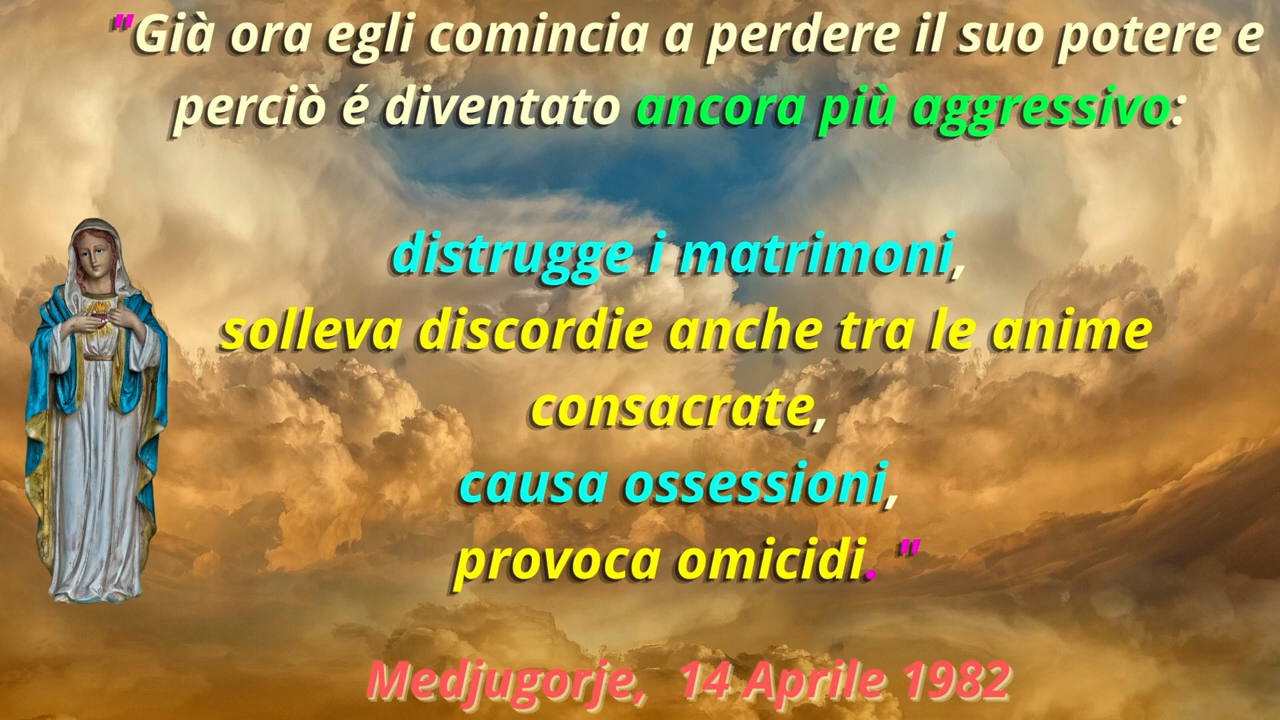 "Già ora egli comincia a perdere il suo potere e
perciò é diventato ancora più aggressivo:
distrugge i matrimoni,
solleva discordie anche tra le anime
consacrate,
causa ossessioni,
provoca omicidi. "
Medjugorje, 14 Aprile 1982